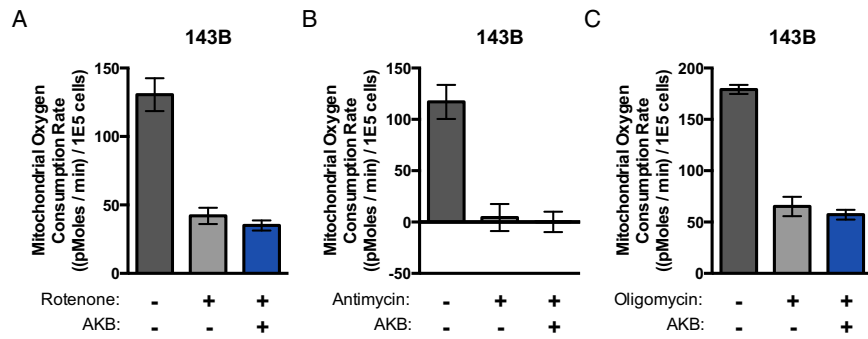 A
143B
Mitochondrial Oxygen
Consumption Rate
((pMoles / min) / 1E5 cells)
150
100
50
0
Rotenone: - + +
AKB: - - +
B
143B
Mitochondrial Oxygen
Consumption Rate
((pMoles / min) / 1E5 cells)
150
100
50
0
-50
Antimycin: - + +
AKB: - - +
C
143B
Mitochondrial Oxygen
Consumption Rate
((pMoles / min) / 1E5 cells)
200
150
100
50
0
Oligomycin: - + +
AKB: - - +